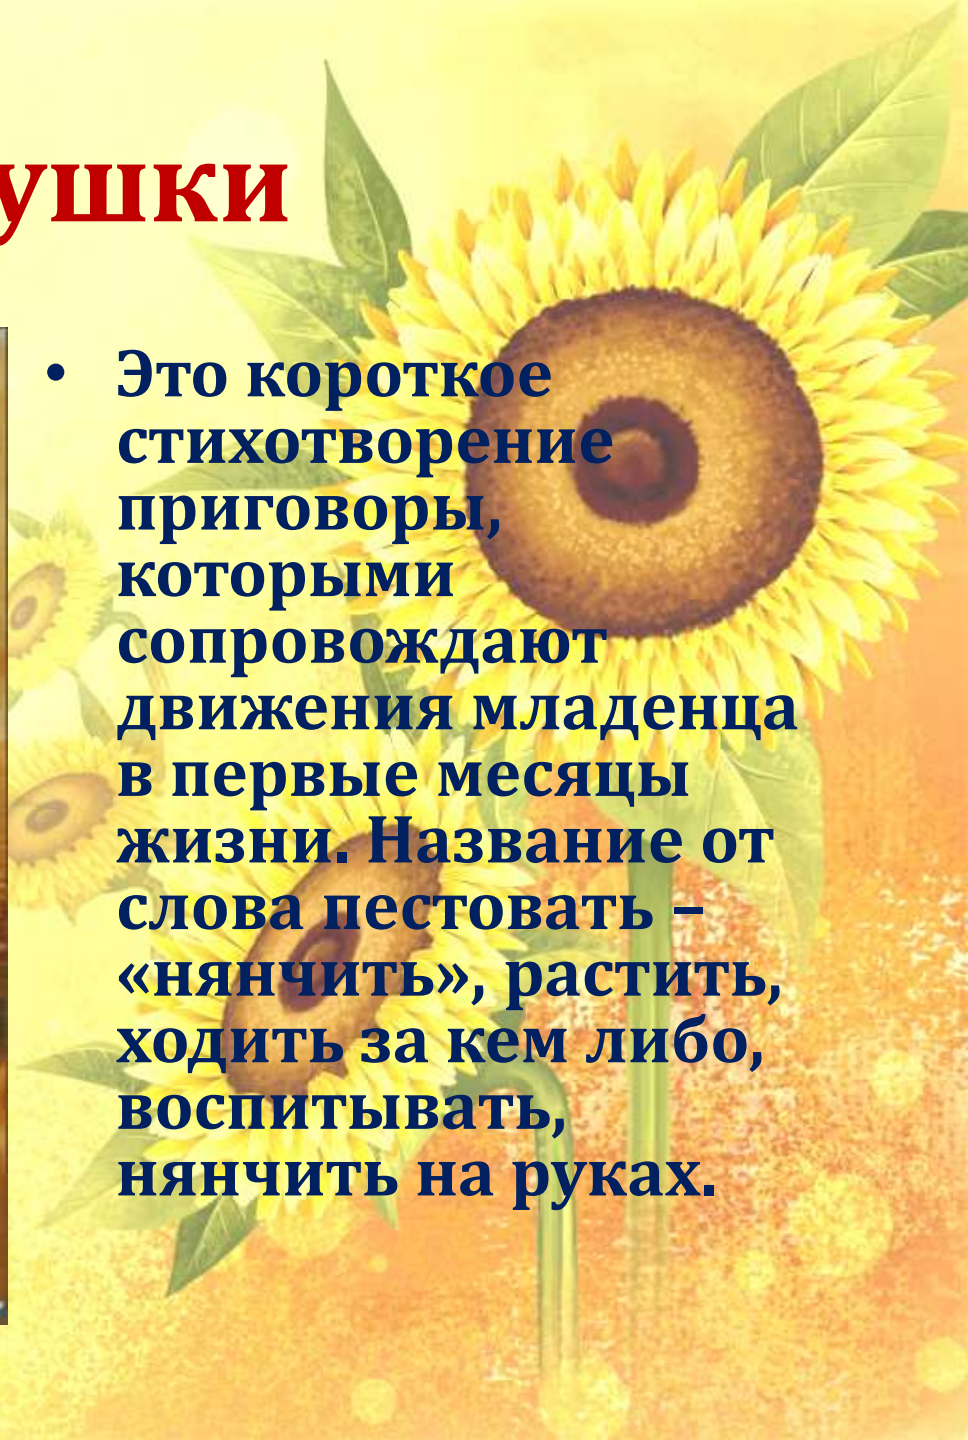 ушки
• Это короткое
стихотворение
приговоры,
которыми
сопровождают
движения младенца
в первые месяцы
жизни. Название от
слова пестовать –
«нянчить», растить,
ходить за кем либо,
воспитывать,
нянчить на руках.